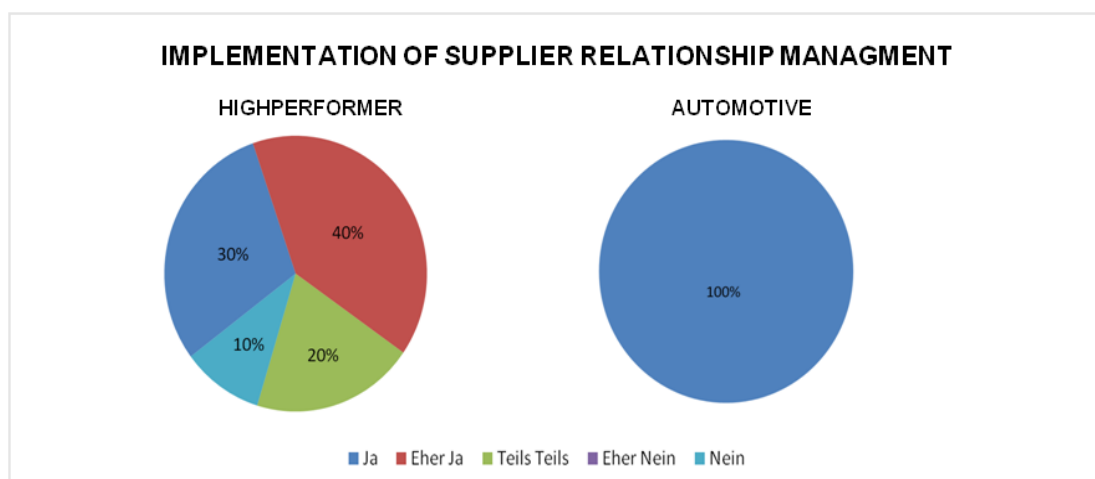 IMPLEMENTATION OF SUPPLIER RELATIONSHIP MANAGMENT
HIGHPERFORMER
AUTOMOTIVE
40%
30%
100%
10%
20%
Ja Eher Ja Teils Teils Eher Nein Nein